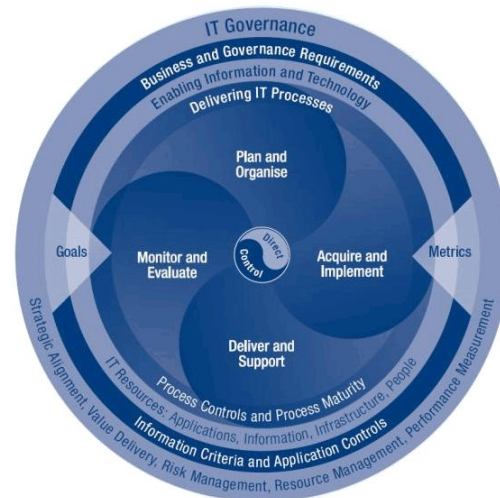 IT Governance
Business and Governance Requirements
Enabling Information and Technology
Delivering IT Processes
Plan and
Organise
Goals
Monitor and
Evaluate
Direct
Control
Acquire and
Implement
Metrics
Deliver and
Support
Process Controls and Process Maturity
IT Resources: Applications, Information, Infrastructure, People
Information Criteria and Application Controls
Strategic Alignment, Value Delivery, Risk Management, Resource Management, Performance Measurement